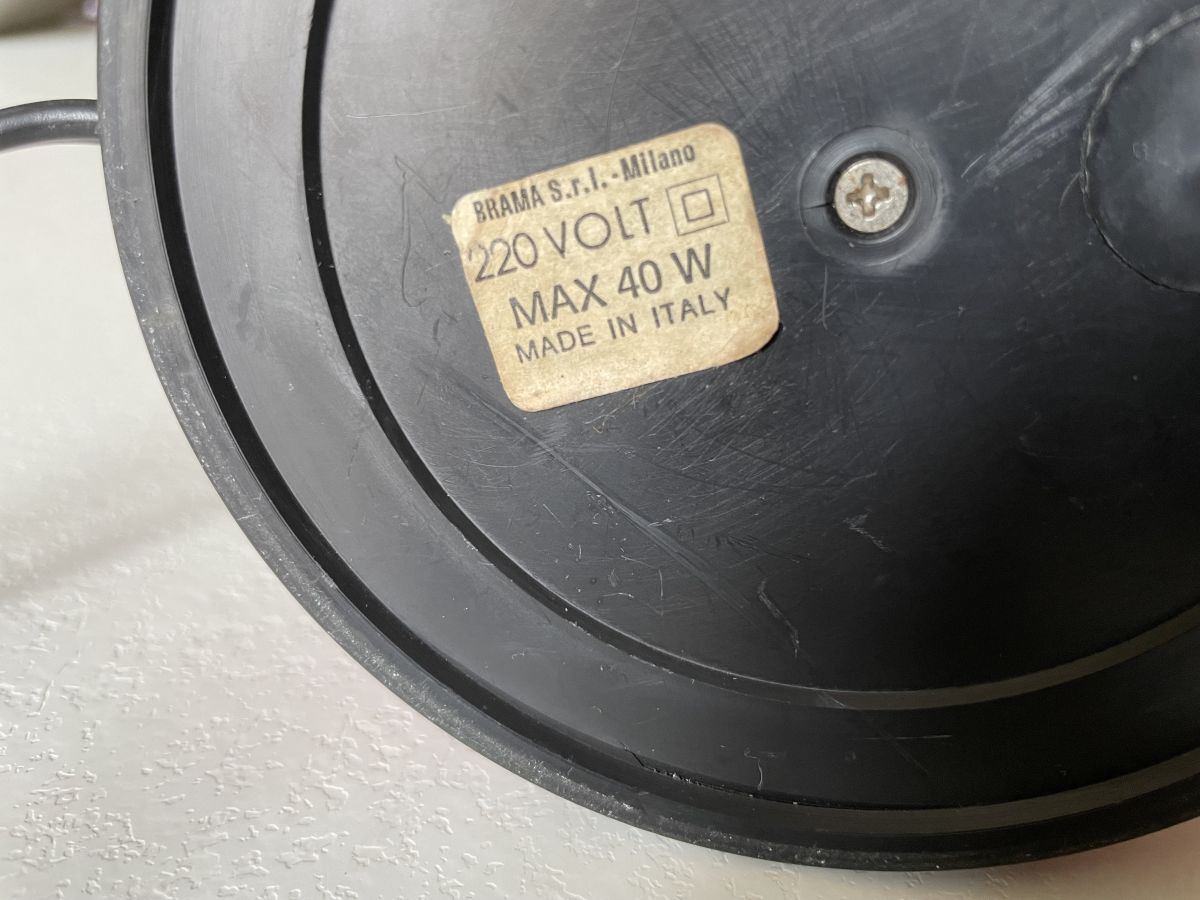 BRAMA S.r.l. - Milano
220 VOLT
MAX 40 W
MADE IN ITALY